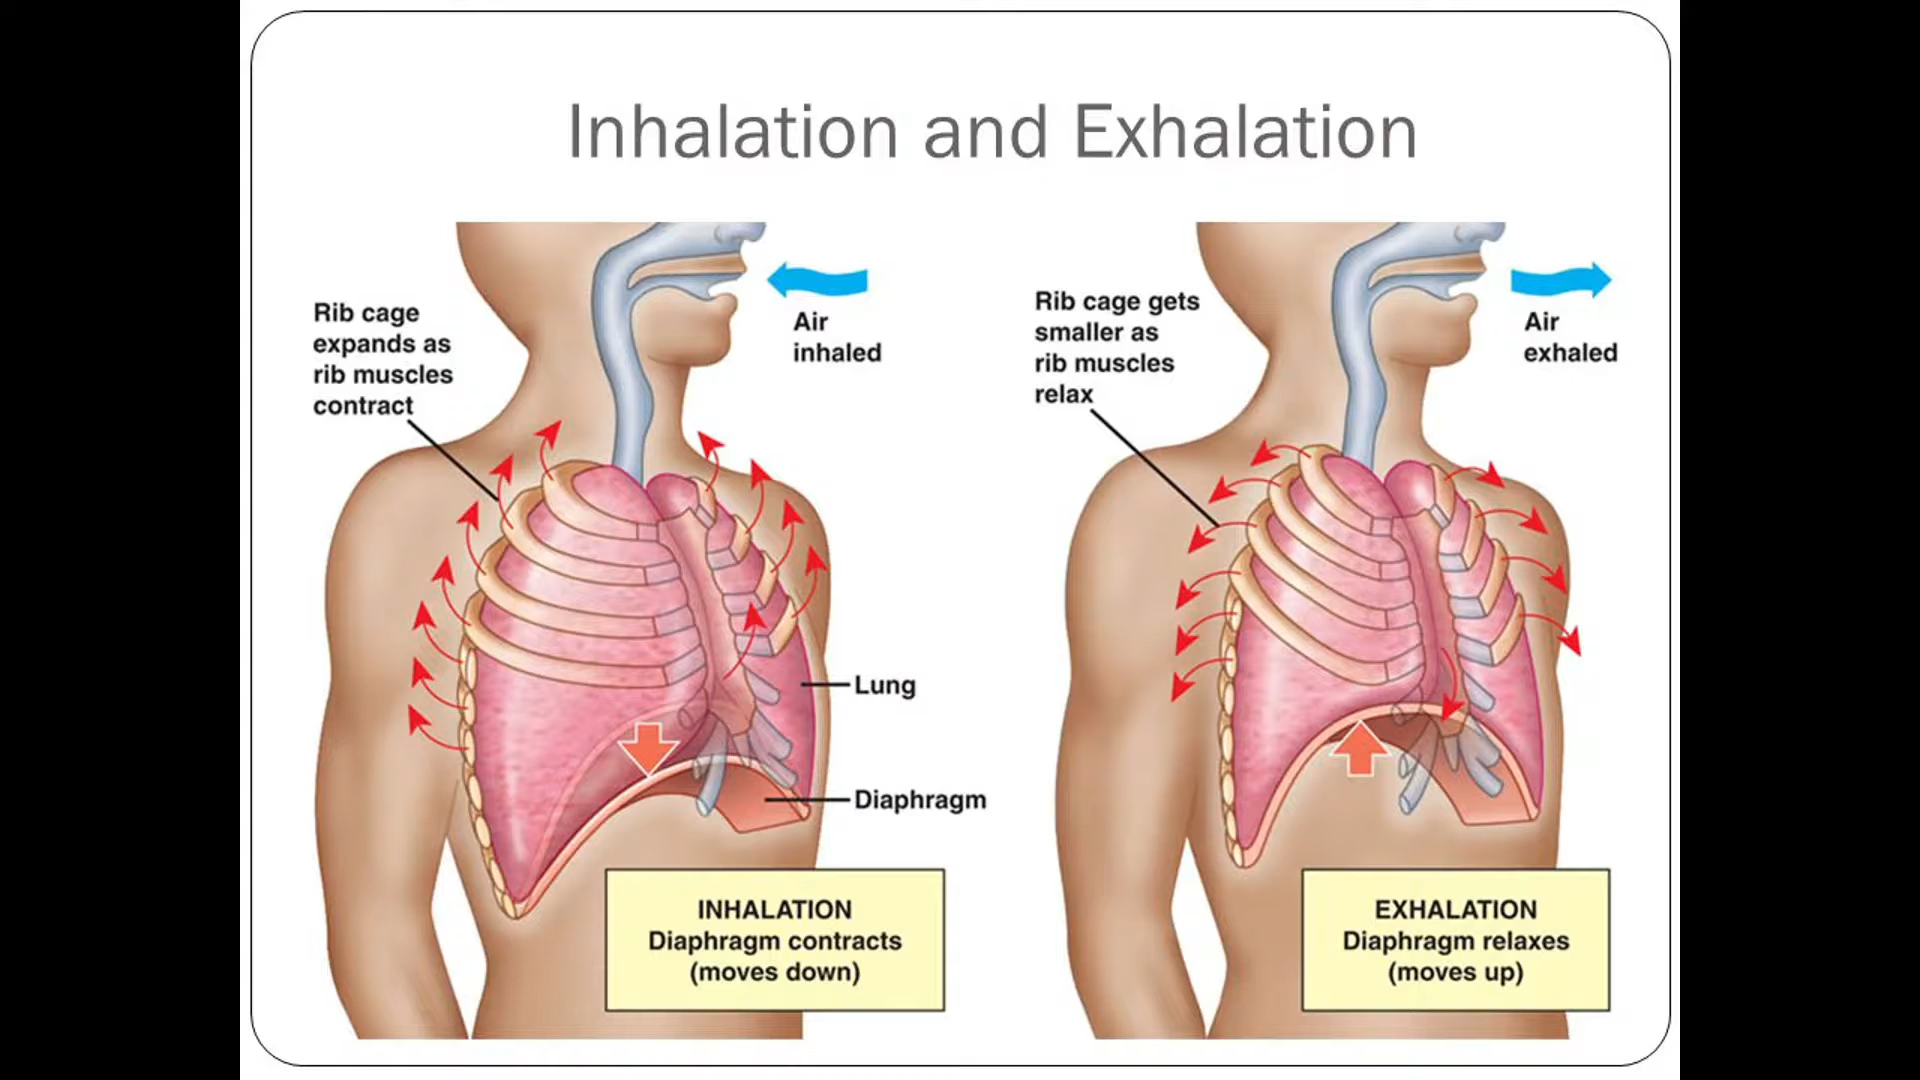 Inhalation and Exhalation
Rib cage
expands as
rib muscles
contract
Air
inhaled
Lung
Diaphragm
INHALATION
Diaphragm contracts
(moves down)
Rib cage gets
smaller as
rib muscles
relax
Air
exhaled
EXHALATION
Diaphragm relaxes
(moves up)